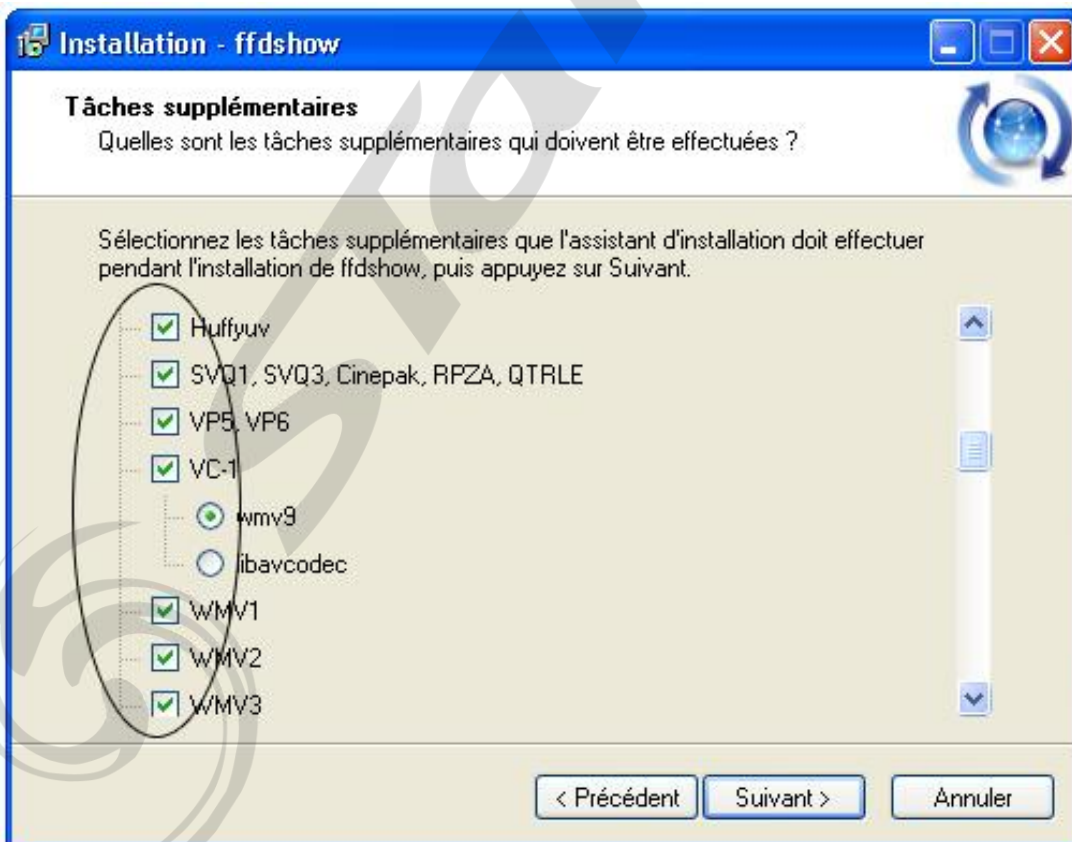 Installation - ffdshow
Tâches supplémentaires
Quelles sont les tâches supplémentaires qui doivent être effectuées ?
Sélectionnez les tâches supplémentaires que l'assistant d'installation doit effectuer
pendant l'installation de ffdshow, puis appuyez sur Suivant.
Huffyuv
SVQ1, SVQ3, Cinepak, RPZA, QTRLE
VP5, VP6
VC-1
wmv9
libavcodec
WMV1
WMV2
WMV3
< Précédent
Suivant >
Annuler